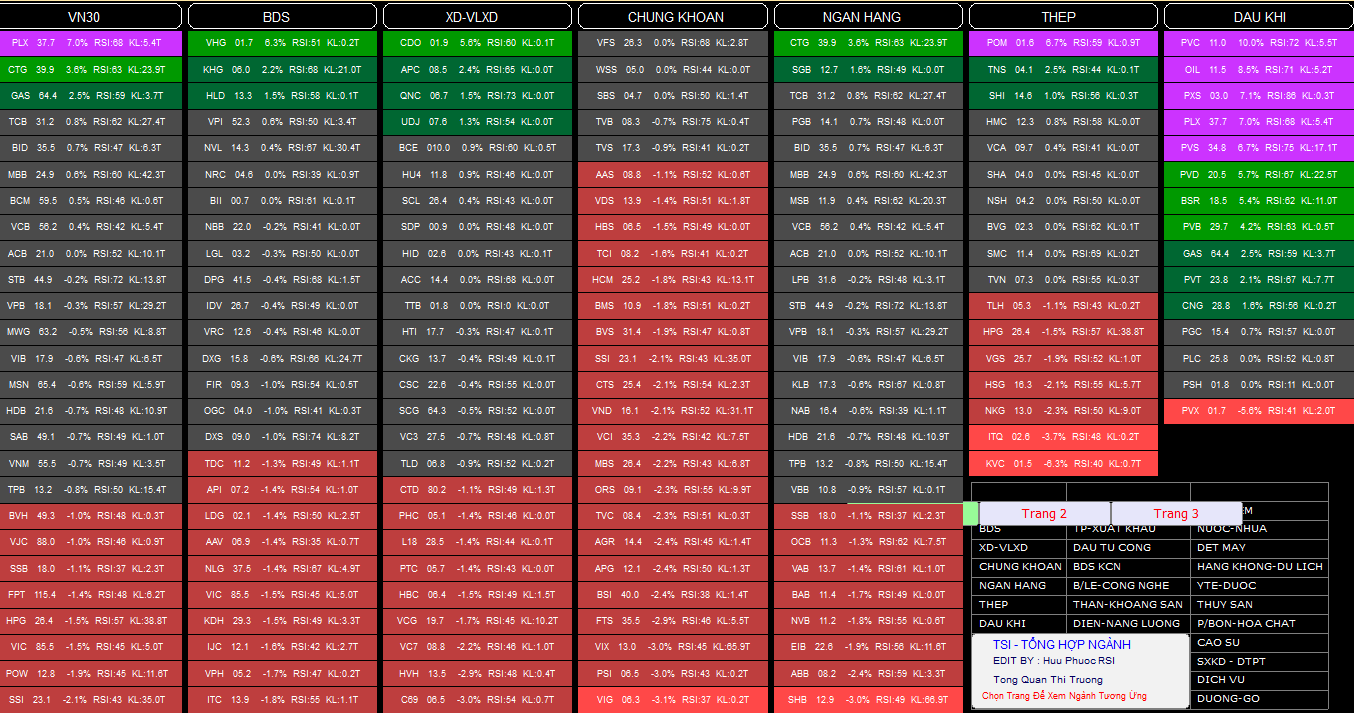 VN30 BDS XD-VLXD CHUNG KHOAN NGAN HANG THEP DAU KHI
PLX 37.7 7.0% RSI:68 KL:5.4T VHG 01.7 6.3% RSI:51 KL:0.2T CDO 01.9 5.6% RSI:60 KL:0.1T VFS 26.3 0.0% RSI:68 KL:2.8T CTG 39.9 3.6% RSI:63 KL:23.9T POM 01.6 6.7% RSI:59 KL:0.9T PVC 11.0 10.0% RSI:72 KL:5.5T
CTG 39.9 3.6% RSI:63 KL:23.9T KHG 06.0 2.2% RSI:68 KL:21.0T APC 08.5 2.4% RSI:65 KL:0.0T WSS 05.0 0.0% RSI:44 KL:0.0T SGB 12.7 1.6% RSI:49 KL:0.0T TNS 04.1 2.5% RSI:44 KL:0.1T OIL 11.5 8.5% RSI:71 KL:5.2T
GAS 64.4 2.5% RSI:59 KL:3.7T HLD 13.3 1.5% RSI:58 KL:0.1T QNC 06.7 1.5% RSI:73 KL:0.0T SBS 04.7 0.0% RSI:50 KL:1.4T TCB 31.2 0.8% RSI:62 KL:27.4T SHI 14.6 1.0% RSI:56 KL:0.3T PXS 03.0 7.1% RSI:86 KL:0.3T
TCB 31.2 0.8% RSI:62 KL:27.4T VPI 52.3 0.6% RSI:50 KL:3.4T UDJ 07.6 1.3% RSI:54 KL:0.0T TVB 08.3 -0.7% RSI:75 KL:0.4T PGB 14.1 0.7% RSI:48 KL:0.0T HMC 12.3 0.8% RSI:58 KL:0.0T PLX 37.7 7.0% RSI:68 KL:5.4T
BID 35.5 0.7% RSI:47 KL:6.3T NVL 14.3 0.4% RSI:67 KL:30.4T BCE 010.0 0.9% RSI:60 KL:0.5T TVS 17.3 -0.9% RSI:41 KL:0.2T BID 35.5 0.7% RSI:47 KL:6.3T VCA 09.7 0.4% RSI:41 KL:0.0T PVS 34.8 6.7% RSI:75 KL:17.1T
MBB 24.9 0.6% RSI:60 KL:42.3T NRC 04.6 0.0% RSI:39 KL:0.9T HU4 11.8 0.9% RSI:46 KL:0.0T AAS 08.8 -1.1% RSI:52 KL:0.6T MBB 24.9 0.6% RSI:60 KL:42.3T SHA 04.0 0.0% RSI:45 KL:0.0T PVD 20.5 5.7% RSI:67 KL:22.5T
BCM 59.5 0.5% RSI:46 KL:0.6T BII 00.7 0.0% RSI:61 KL:0.1T SCL 26.4 0.4% RSI:43 KL:0.0T VDS 13.9 -1.4% RSI:51 KL:1.8T MSB 11.9 0.4% RSI:62 KL:20.3T NSH 04.2 0.0% RSI:50 KL:0.0T BSR 18.5 5.4% RSI:62 KL:11.0T
VCB 56.2 0.4% RSI:42 KL:5.4T NBB 22.0 -0.2% RSI:41 KL:0.0T SDP 00.9 0.0% RSI:48 KL:0.0T HBS 06.5 -1.5% RSI:49 KL:0.0T VCB 56.2 0.4% RSI:42 KL:5.4T BVG 02.3 0.0% RSI:62 KL:0.1T PVB 29.7 4.2% RSI:63 KL:0.5T
ACB 21.0 0.0% RSI:52 KL:10.1T LGL 03.2 -0.3% RSI:50 KL:0.0T HID 02.6 0.0% RSI:43 KL:0.1T TCI 08.2 -1.6% RSI:41 KL:0.2T ACB 21.0 0.0% RSI:52 KL:10.1T SMC 11.4 0.0% RSI:69 KL:0.2T GAS 64.4 2.5% RSI:59 KL:3.7T
STB 44.9 -0.2% RSI:72 KL:13.8T DPG 41.5 -0.4% RSI:68 KL:1.5T ACC 14.4 0.0% RSI:68 KL:0.0T HCM 25.2 -1.8% RSI:43 KL:13.1T LPB 31.6 -0.2% RSI:48 KL:3.1T TVN 07.3 0.0% RSI:55 KL:0.3T PVT 23.8 2.1% RSI:67 KL:7.7T
VPB 18.1 -0.3% RSI:57 KL:29.2T IDV 26.7 -0.4% RSI:49 KL:0.0T TTB 01.8 0.0% RSI:0 KL:0.0T BMS 10.9 -1.8% RSI:51 KL:0.2T STB 44.9 -0.2% RSI:72 KL:13.8T TLH 05.3 -1.1% RSI:43 KL:0.2T CNG 28.8 1.6% RSI:56 KL:0.2T
MWG 63.2 -0.5% RSI:56 KL:8.8T VRC 12.6 -0.4% RSI:46 KL:0.0T HTI 17.7 -0.3% RSI:47 KL:0.1T BVS 31.4 -1.9% RSI:47 KL:0.8T VPB 18.1 -0.3% RSI:57 KL:29.2T HPG 26.4 -1.5% RSI:57 KL:38.8T PGC 15.4 0.7% RSI:57 KL:0.0T
VIB 17.9 -0.6% RSI:47 KL:6.5T DXG 15.8 -0.6% RSI:66 KL:24.7T CKG 13.7 -0.4% RSI:49 KL:0.1T SSI 23.1 -2.1% RSI:43 KL:35.0T VIB 17.9 -0.6% RSI:47 KL:6.5T VGS 25.7 -1.9% RSI:52 KL:1.0T PLC 25.8 0.0% RSI:52 KL:0.8T
MSN 65.4 -0.6% RSI:59 KL:5.9T FIR 09.3 -1.0% RSI:54 KL:0.5T CSC 22.6 -0.4% RSI:55 KL:0.0T CTS 25.4 -2.1% RSI:54 KL:2.3T KLB 17.3 -0.6% RSI:67 KL:0.8T HSG 16.3 -2.1% RSI:55 KL:5.7T PSH 01.8 0.0% RSI:11 KL:0.0T
HDB 21.6 -0.7% RSI:48 KL:10.9T OGC 04.0 -1.0% RSI:41 KL:0.3T SCG 64.3 -0.5% RSI:52 KL:0.0T VND 16.1 -2.1% RSI:52 KL:31.1T NAB 16.4 -0.6% RSI:39 KL:1.1T NKG 13.0 -2.3% RSI:50 KL:9.0T PVX 01.7 -5.6% RSI:41 KL:2.0T
SAB 49.1 -0.7% RSI:49 KL:1.0T DXS 09.0 -1.0% RSI:74 KL:8.2T VC3 27.5 -0.7% RSI:48 KL:0.8T VCI 35.3 -2.2% RSI:42 KL:7.5T HDB 21.6 -0.7% RSI:48 KL:10.9T ITQ 02.6 -3.7% RSI:48 KL:0.2T
VNM 55.5 -0.7% RSI:49 KL:3.5T TDC 11.2 -1.3% RSI:49 KL:1.1T TLD 06.8 -0.9% RSI:52 KL:0.2T MBS 26.4 -2.2% RSI:43 KL:6.8T TPB 13.2 -0.8% RSI:50 KL:15.4T KVC 01.5 -6.3% RSI:40 KL:0.7T
TPB 13.2 -0.8% RSI:50 KL:15.4T API 07.2 -1.4% RSI:54 KL:1.0T CTD 80.2 -1.1% RSI:49 KL:1.3T ORS 09.1 -2.3% RSI:55 KL:9.9T VBB 10.8 -0.9% RSI:57 KL:0.1T
BVH 49.3 -1.0% RSI:48 KL:0.3T LDG 02.1 -1.4% RSI:50 KL:2.5T PHC 05.1 -1.4% RSI:46 KL:0.0T TVC 08.4 -2.3% RSI:51 KL:0.3T SSB 18.0 -1.1% RSI:37 KL:2.3T Trang 2 Trang 3 EM
BDS TP-XUAT KHAU NUOC-NHUA
VJC 88.0 -1.0% RSI:46 KL:0.9T AAV 06.9 -1.4% RSI:35 KL:0.7T L18 28.5 -1.4% RSI:44 KL:0.1T AGR 14.4 -2.4% RSI:45 KL:1.4T OCB 11.3 -1.3% RSI:62 KL:7.5T XD-VLXD DAU TU CONG DET MAY
SSB 18.0 -1.1% RSI:37 KL:2.3T NLG 37.5 -1.4% RSI:67 KL:4.9T PTC 05.7 -1.4% RSI:43 KL:0.0T APG 12.1 -2.4% RSI:50 KL:1.3T VAB 13.7 -1.4% RSI:61 KL:1.0T CHUNG KHOAN BDS KCN HANG KHONG-DU LICH
FPT 115.4 -1.4% RSI:48 KL:6.2T VIC 85.5 -1.5% RSI:45 KL:5.0T HBC 06.4 -1.5% RSI:49 KL:1.5T BSI 40.0 -2.4% RSI:38 KL:1.4T BAB 11.4 -1.7% RSI:49 KL:0.0T NGAN HANG B/LE-CONG NGHE YTE-DUOC
THEP THAN-KHOANG SAN THUY SAN
HPG 26.4 -1.5% RSI:57 KL:38.8T KDH 29.3 -1.5% RSI:49 KL:3.3T VCG 19.7 -1.7% RSI:45 KL:10.2T FTS 35.5 -2.9% RSI:46 KL:5.5T NVB 11.2 -1.8% RSI:55 KL:0.6T DAU KHI DIEN-NANG LUONG P/BON-HOA CHAT
VIC 85.5 -1.5% RSI:45 KL:5.0T IJC 12.1 -1.6% RSI:42 KL:2.7T VC7 08.8 -2.2% RSI:46 KL:1.0T VIX 13.0 -3.0% RSI:45 KL:65.9T EIB 22.6 -1.9% RSI:56 KL:11.6T TSI - TỔNG HỢP NGÀNH CAO SU
EDIT BY : Huu Phuoc RSI SXKD - DTPT
POW 12.8 -1.9% RSI:45 KL:11.6T VPH 05.2 -1.7% RSI:47 KL:0.2T HVH 13.5 -2.9% RSI:48 KL:0.4T PSI 06.5 -3.0% RSI:43 KL:0.2T ABB 08.2 -2.4% RSI:59 KL:3.3T Tong Quan Thi Truong DICH VU
SSI 23.1 -2.1% RSI:43 KL:35.0T ITC 13.9 -1.8% RSI:55 KL:1.1T C69 06.5 -3.0% RSI:54 KL:0.7T VIG 06.3 -3.1% RSI:37 KL:0.2T SHB 12.9 -3.0% RSI:49 KL:66.9T Chọn Trang Để Xem Ngành Tương Ứng DUONG-GO